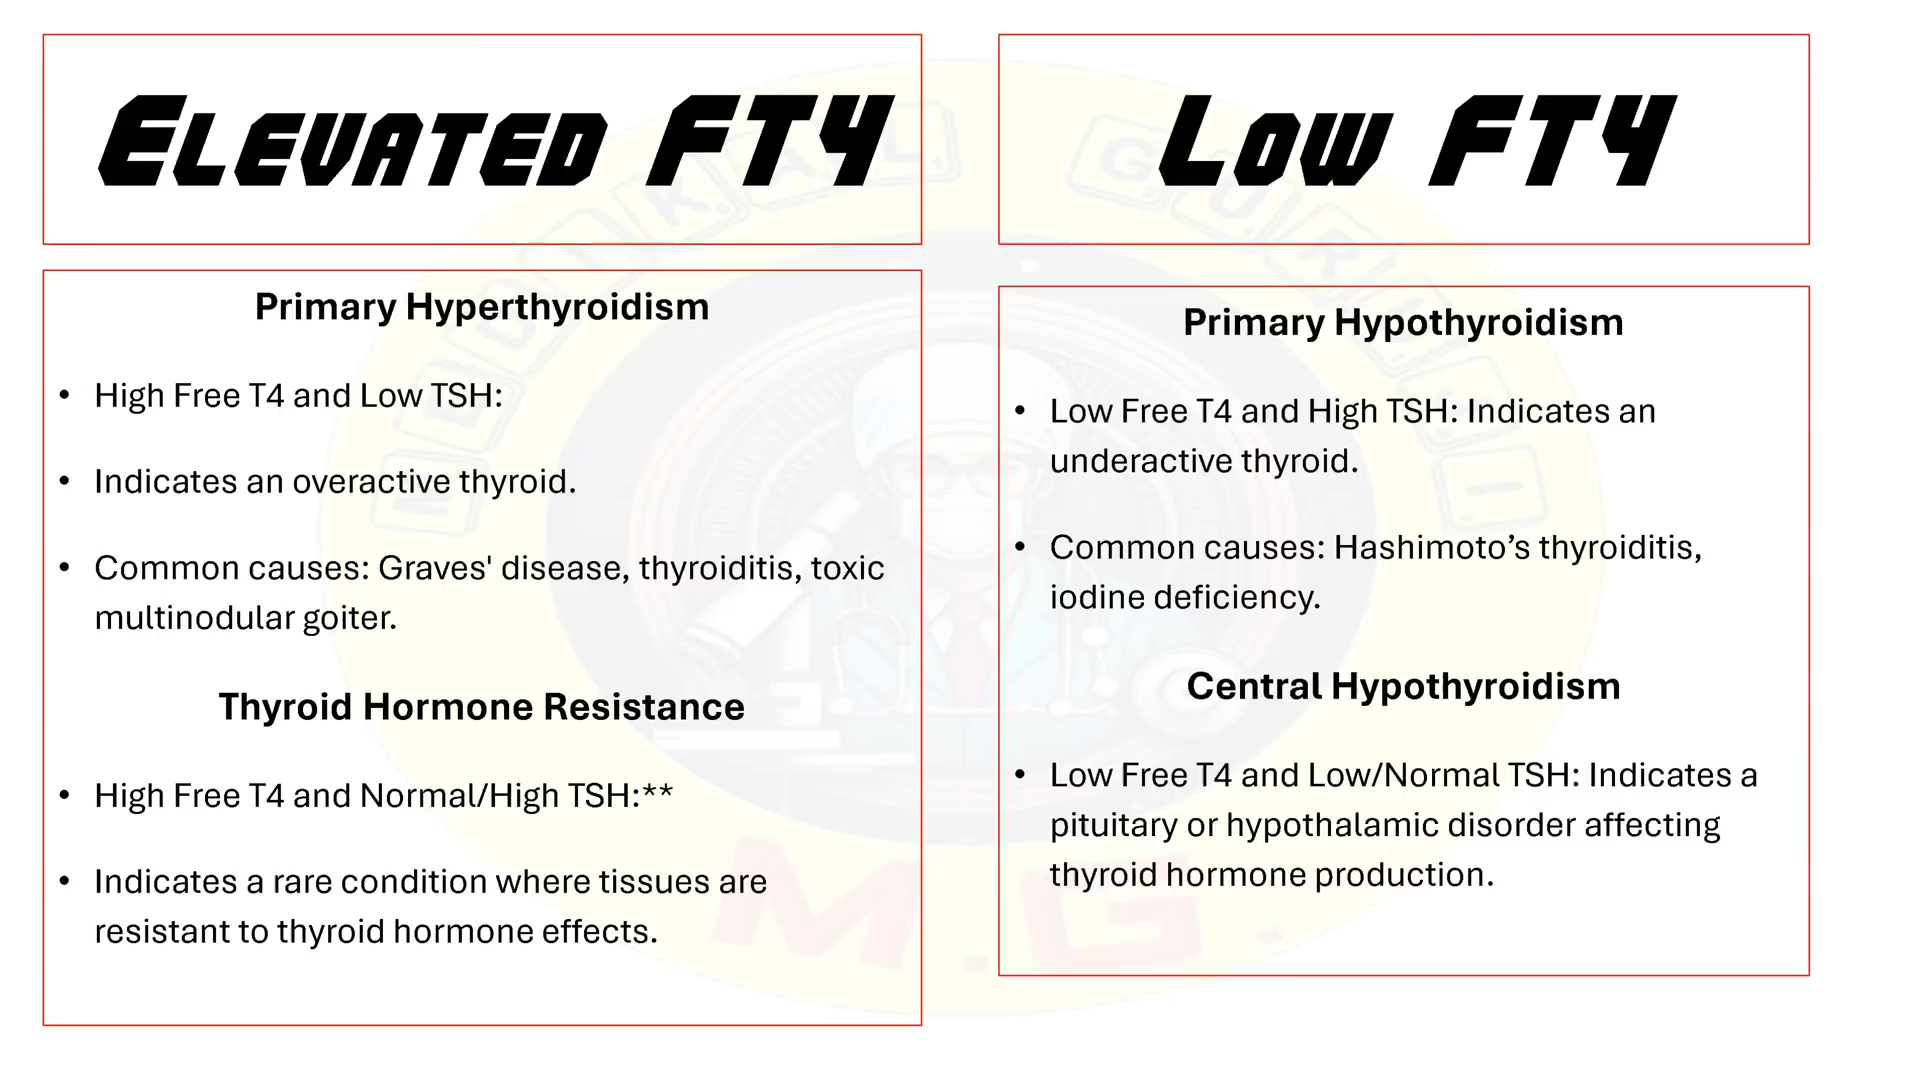 ELEVATED FT4
Primary Hyperthyroidism
• High Free T4 and Low TSH:
• Indicates an overactive thyroid.
• Common causes: Graves' disease, thyroiditis, toxic
multinodular goiter.
Thyroid Hormone Resistance
• High Free T4 and Normal/High TSH:**
• Indicates a rare condition where tissues are
resistant to thyroid hormone effects.
LOW FT4
Primary Hypothyroidism
• Low Free T4 and High TSH: Indicates an
underactive thyroid.
• Common causes: Hashimoto’s thyroiditis,
iodine deficiency.
Central Hypothyroidism
• Low Free T4 and Low/Normal TSH: Indicates a
pituitary or hypothalamic disorder affecting
thyroid hormone production.
M.G.